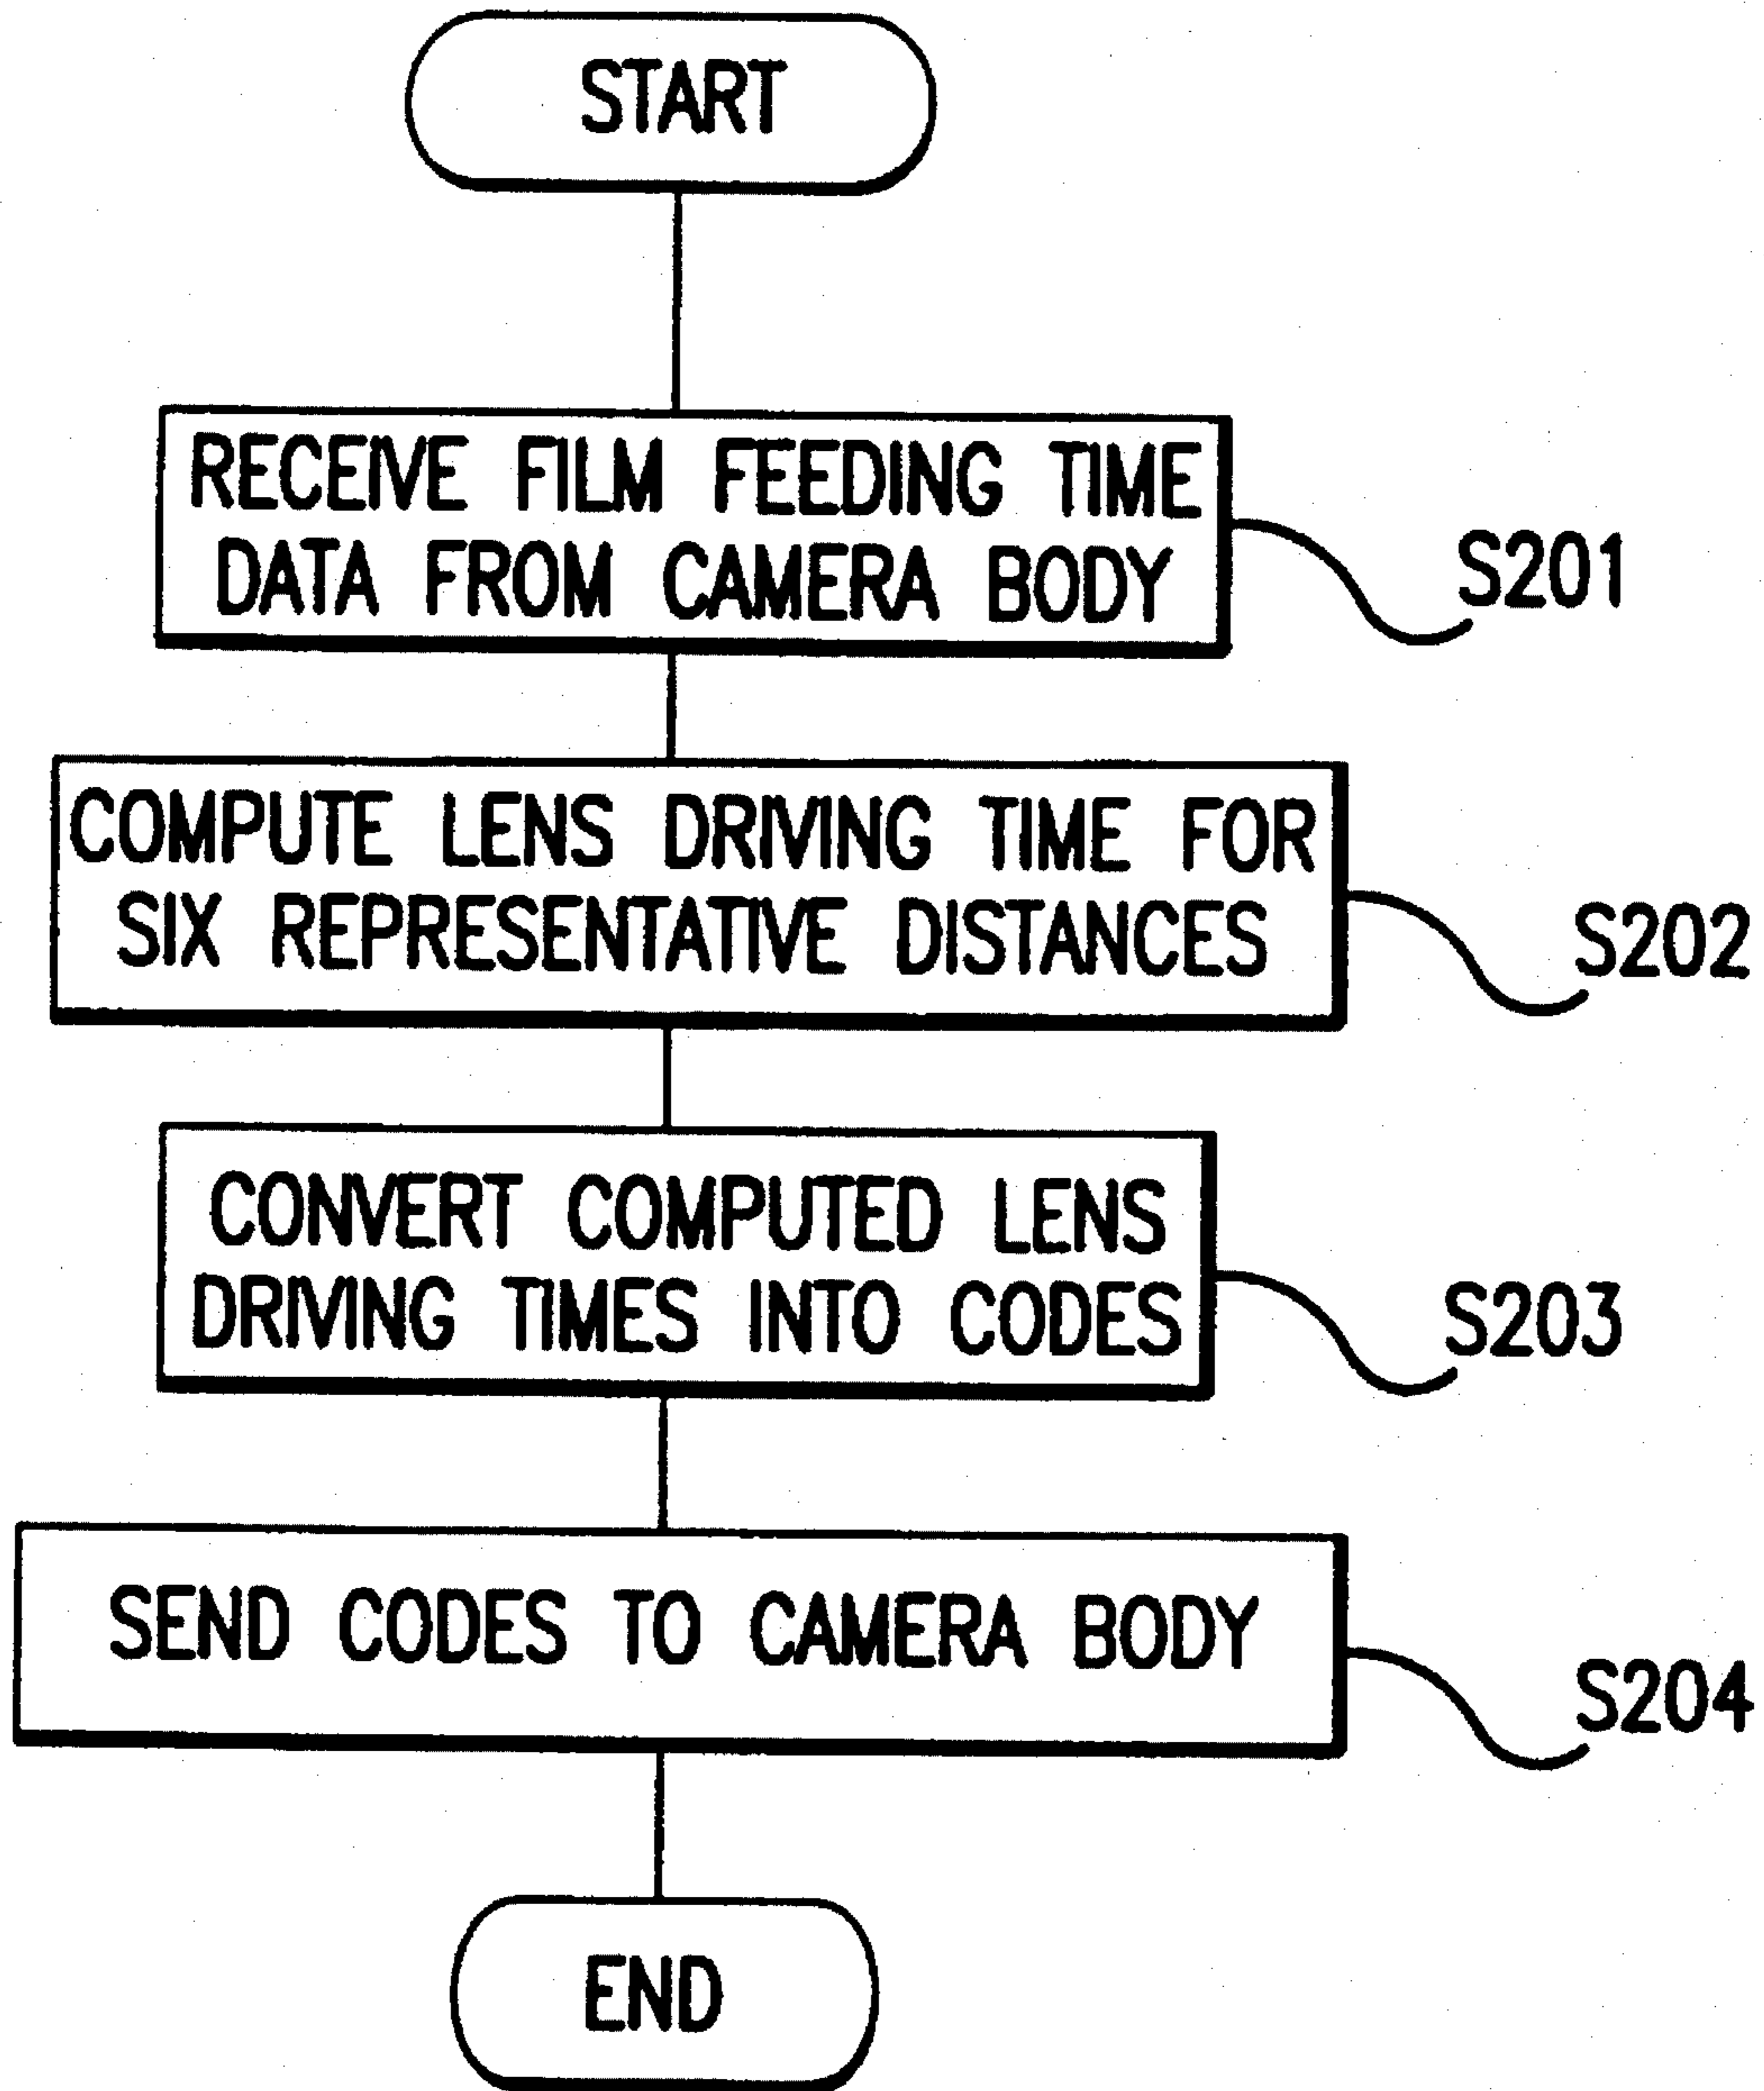 START
RECEIVE FILM FEEDING TIME
DATA FROM CAMERA BODY
S201
COMPUTE LENS DRIVING TIME FOR
SIX REPRESENTATIVE DISTANCES
S202
CONVERT COMPUTED LENS
DRIVING TIMES INTO CODES
S203
SEND CODES TO CAMERA BODY
S204
END